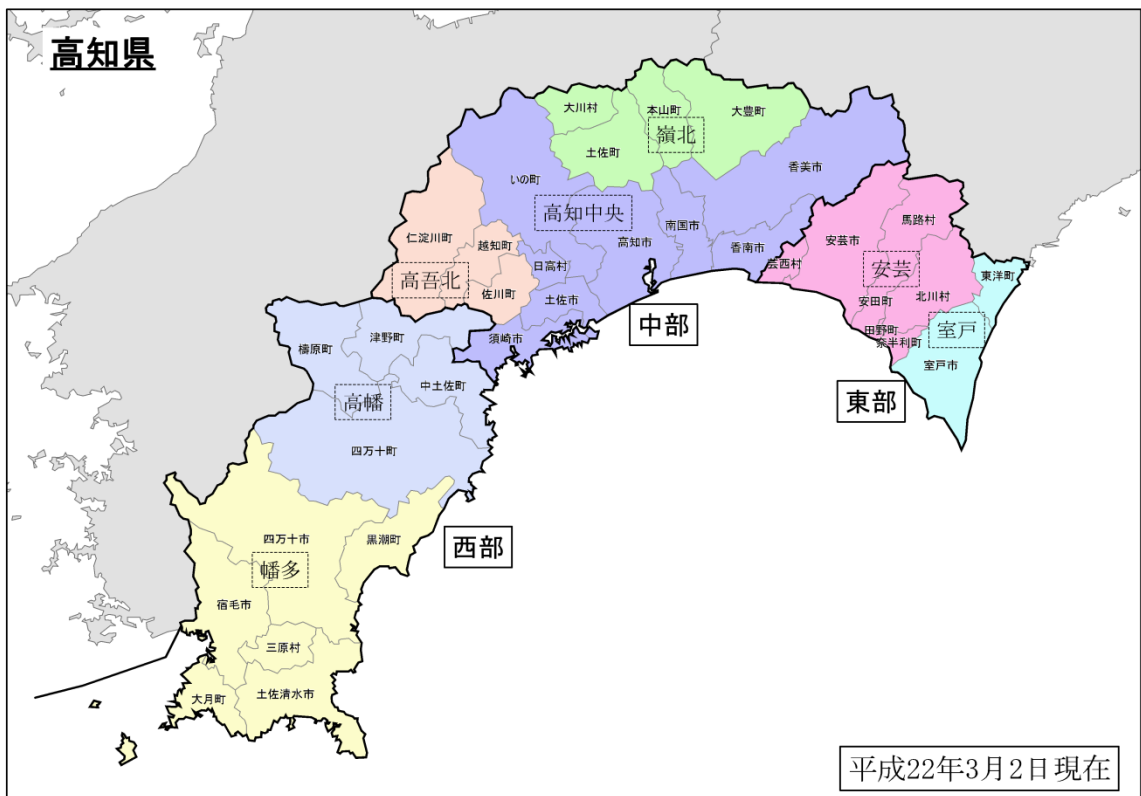 高知県
大川村
本山町
大豊町
嶺北
土佐町
香美市
いの町
高知中央
南国市
高知市
香南市
馬路村
安芸市
芸西村
安芸
東洋町
仁淀川町
越知町
日高村
高吾北
佐川町
土佐市
安田町
北川村
田野町
奈半利町
室戸
室戸市
中部
須崎市
津野町
檮原町
中土佐町
高幡
東部
四万十町
四万十市
黒潮町
西部
幡多
宿毛市
三原村
大月町
土佐清水市
平成22年3月2日現在